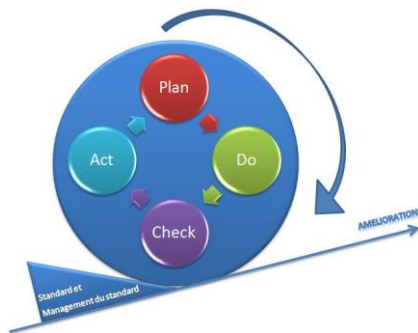 Plan
Act
Do
Check
AMELIORATION
Standard et
Management du standard